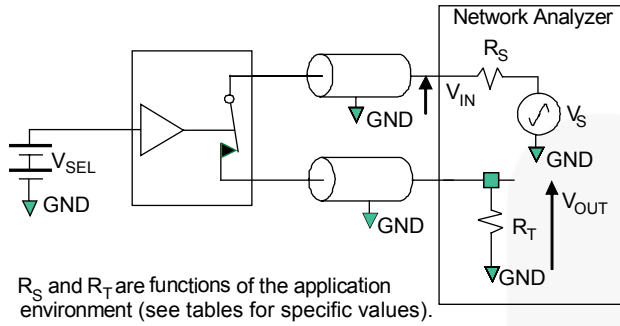 Network Analyzer
R_S
V_IN
V_S
GND
GND
V_SEL
GND
GND
V_OUT
R_T
GND
R_S and R_T are functions of the application
environment (see tables for specific values).